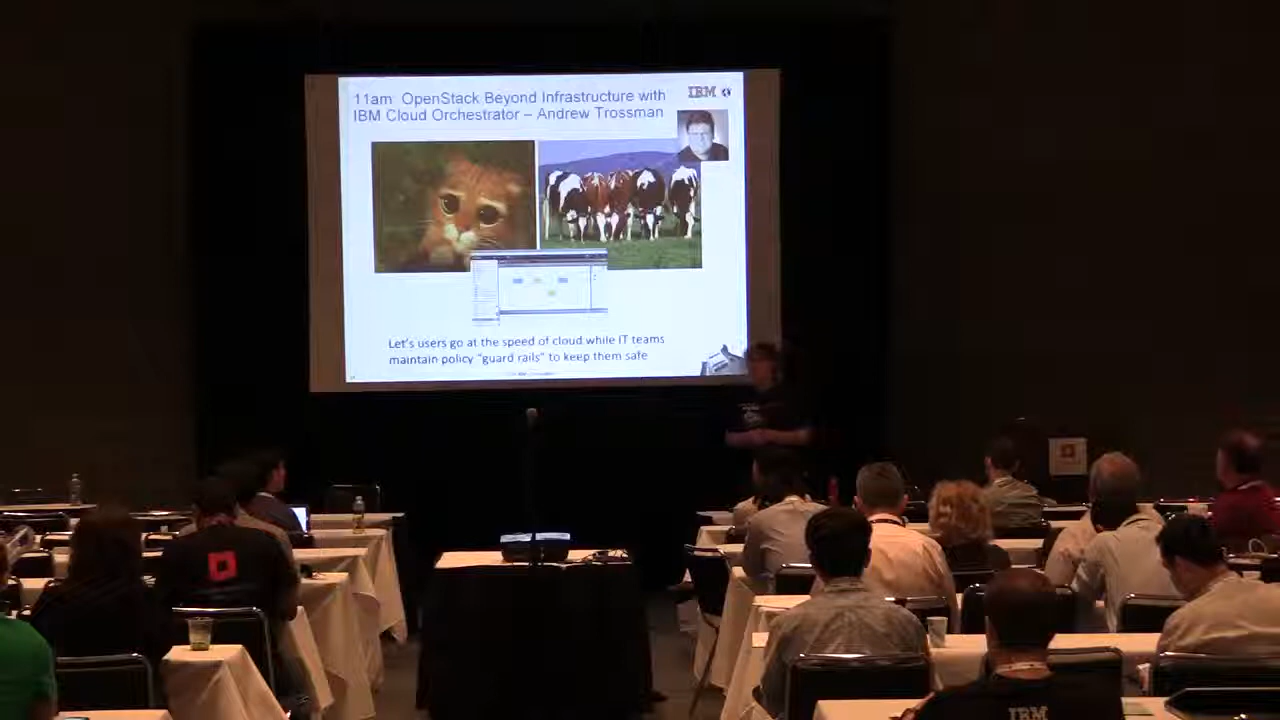 11am OpenStack Beyond Infrastructure with
IBM Cloud Orchestrator – Andrew Trossman
IBM
Let's users go at the speed of cloud while IT teams
maintain policy "guard rails" to keep them safe
IBM